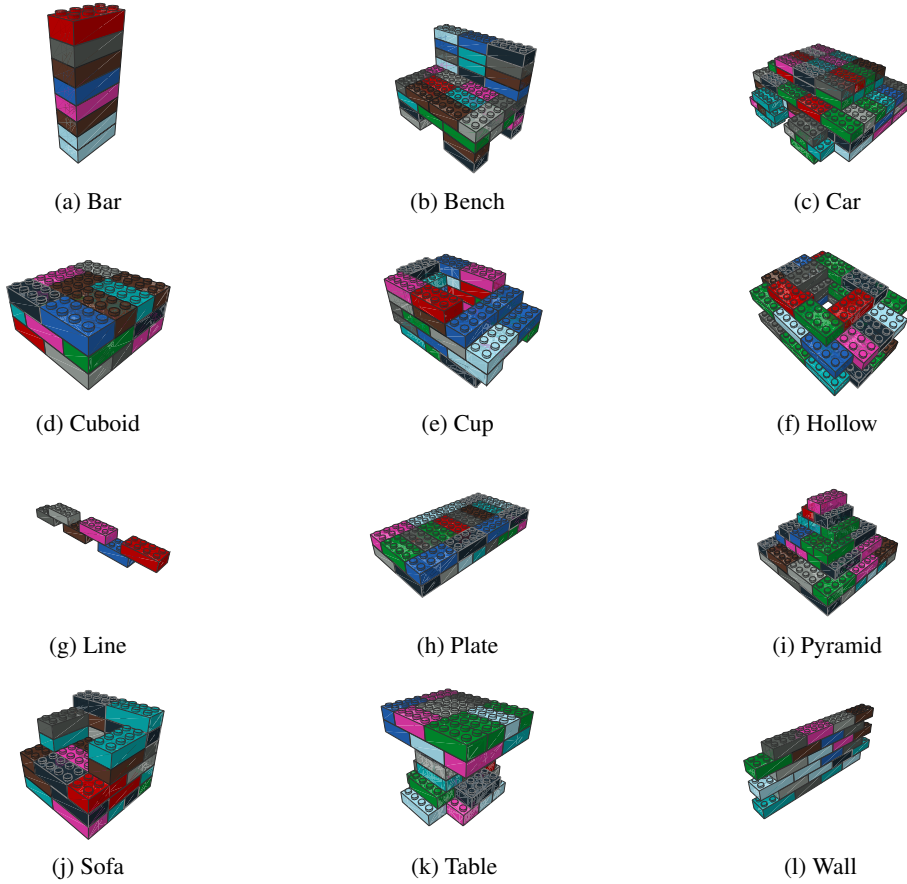 (a) Bar
(b) Bench
(c) Car
(d) Cuboid
(e) Cup
(f) Hollow
(g) Line
(h) Plate
(i) Pyramid
(j) Sofa
(k) Table
(l) Wall